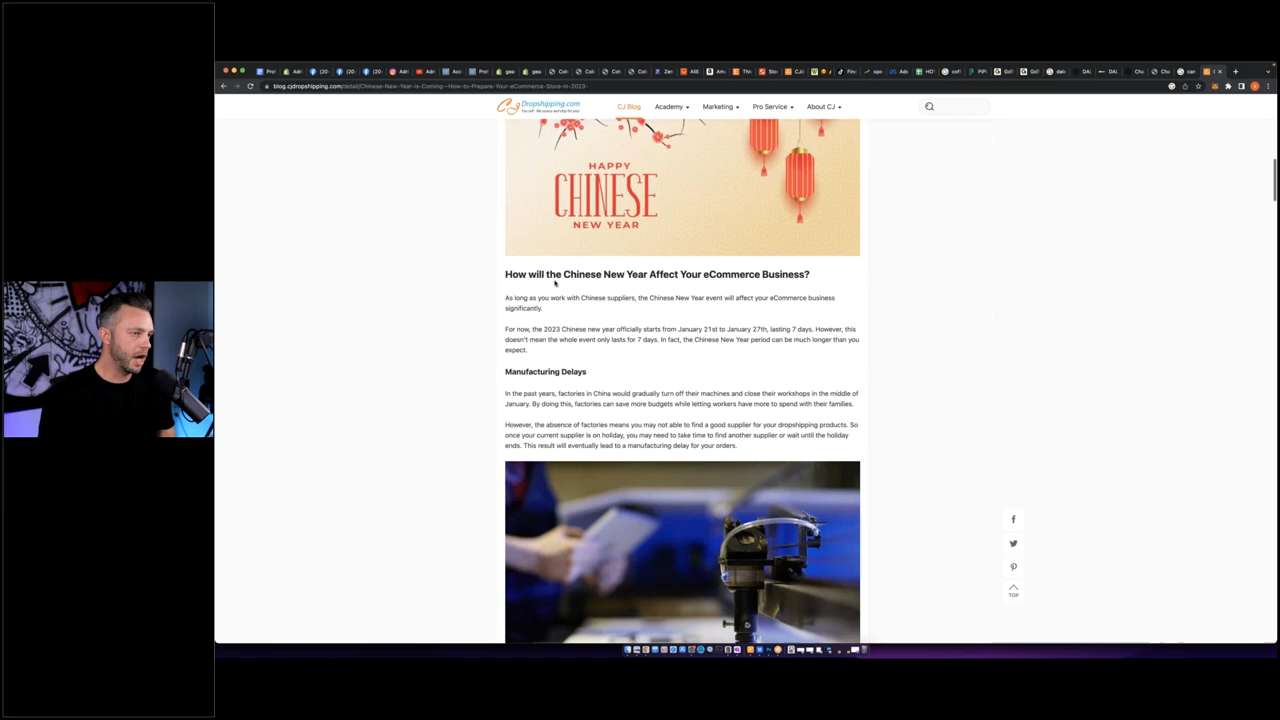 blog.cjdropshipping.com/detail/Chinese-New-Year-is-Coming--How-to-Prepare-Your-eCommerce-Store-in-2023-
Dropshipping.com
CJ Blog
Academy
Marketing
Pro Service
About CJ
HAPPY
CHINESE
NEW YEAR
How will the Chinese New Year Affect Your eCommerce Business?
As long as you work with Chinese suppliers, the Chinese New Year event will affect your eCommerce business
significantly.
For now, the 2023 Chinese new year officially starts from January 21st to January 27th, lasting 7 days. However, this
doesn't mean the whole event only lasts for 7 days. In fact, the Chinese New Year period can be much longer than you
expect.
Manufacturing Delays
In the past years, factories in China would gradually turn off their machines and close their workshops in the middle of
January. By doing this, factories can save more budgets while letting workers have more to spend with their families.
However, the absence of factories means you may not able to find a good supplier for your dropshipping products. So
once your current supplier is on holiday, you may need to take time to find another supplier or wait until the holiday
ends. This result will eventually lead to a manufacturing delay for your orders.
TOP